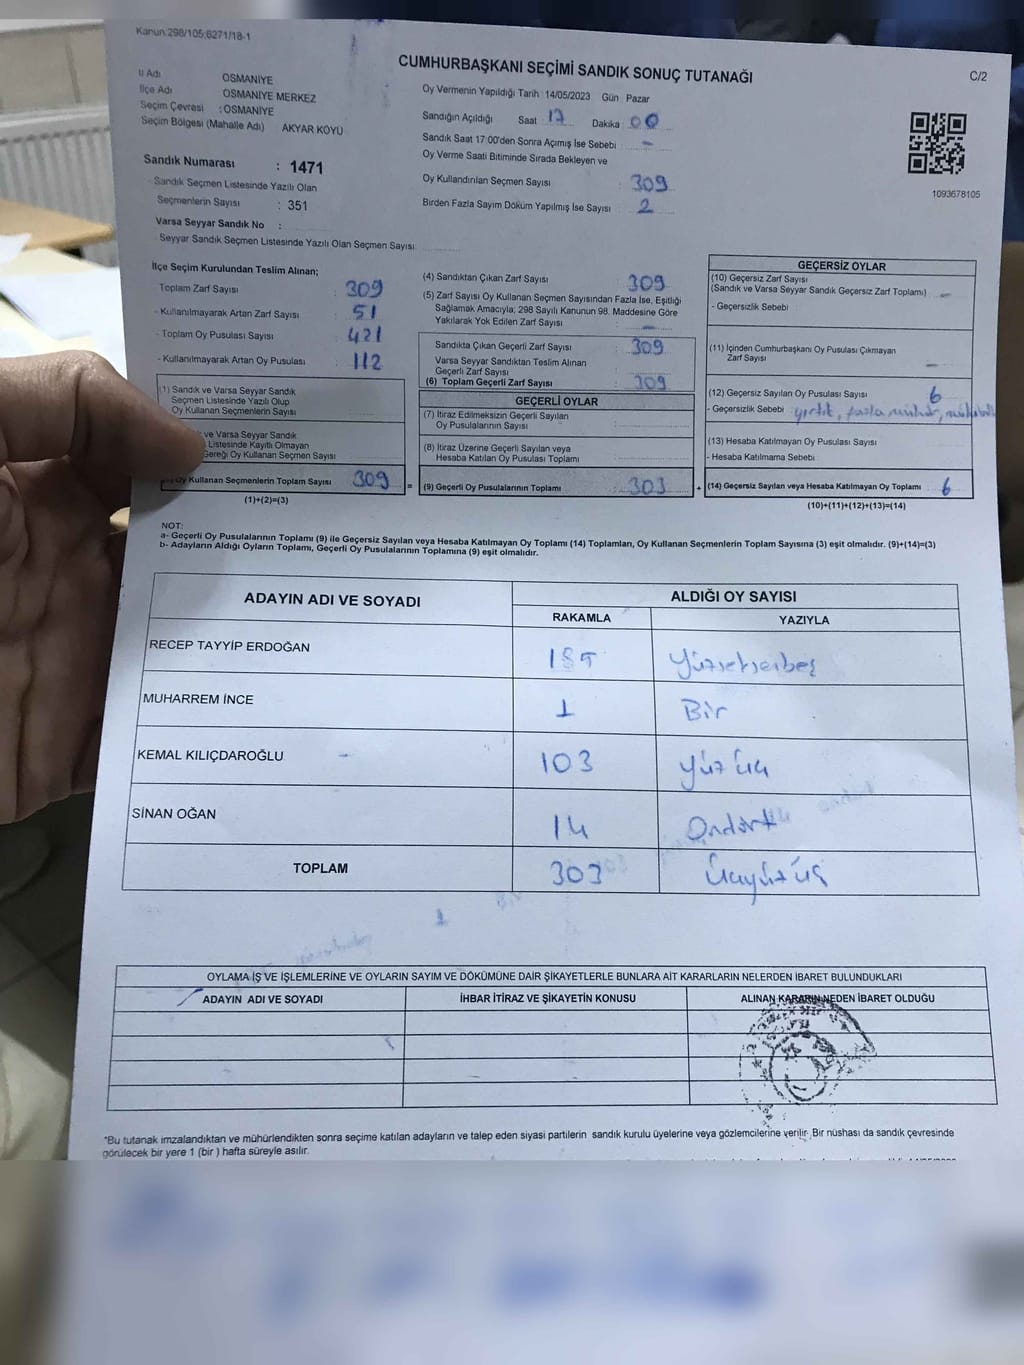 Kanun:298/105;6271/18-1
CUMHURBAŞKANI SEÇİMİ SANDIK SONUÇ TUTANAĞI
C/2
İl Adı OSMANİYE
İlçe Adı OSMANİYE MERKEZ
Seçim Çevresi : OSMANİYE
Seçim Bölgesi (Mahalle Adı) AKYAR KÖYÜ
Sandık Numarası : 1471
- Sandık Seçmen Listesinde Yazılı Olan
Seçmenlerin Sayısı : 351
Varsa Seyyar Sandık No :
Seyyar Sandık Seçmen Listesinde Yazılı Olan Seçmen Sayısı:
Oy Vermenin Yapıldığı Tarih 14/05/2023 Gün Pazar
Sandığın Açıldığı Saat 17 Dakika 00
Sandık Saat 17:00'den Sonra Açımış İse Sebebi -
Oy Verme Saati Bitiminde Sırada Bekleyen ve
Oy Kullandırılan Seçmen Sayısı : 309
Birden Fazla Sayım Döküm Yapılmış İse Sayısı : 2
1093678105
İlçe Seçim Kurulundan Teslim Alınan;
Toplam Zarf Sayısı : 309
- Kullanılmayarak Artan Zarf Sayısı : 51
- Toplam Oy Pusulası Sayısı : 421
- Kullanılmayarak Artan Oy Pusulası : 112
(1) Sandık ve Varsa Seyyar Sandık
Seçmen Listesinde Yazılı Olup
Oy Kullanan Seçmenlerin Sayısı
ve Varsa Seyyar Sandık
Listesinde Kayıtlı Olmayan
Gereği Oy Kullanan Seçmen Sayısı
Oy Kullanan Seçmenlerin Toplam Sayısı 309
(1)+(2)=(3)
(4) Sandıktan Çıkan Zarf Sayısı : 309
(5) Zarf Sayısı Oy Kullanan Seçmen Sayısından Fazla İse, Eşitliği
Sağlamak Amacıyla; 298 Sayılı Kanunun 98. Maddesine Göre
Yakılarak Yok Edilen Zarf Sayısı : -
Sandıkta Çıkan Geçerli Zarf Sayısı : 309
Varsa Seyyar Sandıktan Teslim Alınan
Geçerli Zarf Sayısı
(6) Toplam Geçerli Zarf Sayısı : 309
GEÇERLİ OYLAR
(7) İtiraz Edilmeksizin Geçerli Sayılan
Oy Pusulalarının Sayısı
(8) İtiraz Üzerine Geçerli Sayılan veya
Hesaba Katılan Oy Pusulası Toplamı
= (9) Geçerli Oy Pusulalarının Toplamı : 303 +
GEÇERSİZ OYLAR
(10) Geçersiz Zarf Sayısı
(Sandık ve Varsa Seyyar Sandık Geçersiz Zarf Toplamı) -
- Geçersizlik Sebebi
(11) İçinden Cumhurbaşkanı Oy Pusulası Çıkmayan
Zarf Sayısı -
(12) Geçersiz Sayılan Oy Pusulası Sayısı 6
- Geçersizlik Sebebi yırtık, fazla mühür,
(13) Hesaba Katılmayan Oy Pusulası Sayısı
- Hesaba Katılmama Sebebi
(14) Geçersiz Sayılan veya Hesaba Katılmayan Oy Toplamı 6
(10)+(11)+(12)+(13)=(14)
NOT:
a- Geçerli Oy Pusulalarının Toplamı (9) ile Geçersiz Sayılan veya Hesaba Katılmayan Oy Toplamı (14) Toplamları, Oy Kullanan Seçmenlerin Toplam Sayısına (3) eşit olmalıdır. (9)+(14)=(3)
b- Adayların Aldığı Oyların Toplamı, Geçerli Oy Pusulalarının Toplamına (9) eşit olmalıdır.
ADAYIN ADI VE SOYADI ALDIĞI OY SAYISI
RAKAMLA YAZIYLA
RECEP TAYYİP ERDOĞAN 185 Yüzseksenbeş
MUHARREM İNCE 1 Bir
KEMAL KILIÇDAROĞLU 103 Yüz üç
SİNAN OĞAN 14 Ondört
TOPLAM 303 Üçyüz üç
OYLAMA İŞ VE İŞLEMLERİNE VE OYLARIN SAYIM VE DÖKÜMÜNE DAİR ŞİKAYETLERLE BUNLARA AİT KARARLARIN NELERDEN İBARET BULUNDUKLARI
ADAYIN ADI VE SOYADI İHBAR İTİRAZ VE ŞİKAYETİN KONUSU ALINAN KARARIN NEDEN İBARET OLDUĞU
*Bu tutanak imzalandıktan ve mühürlendikten sonra seçime katılan adayların ve talep eden siyasi partilerin sandık kurulu üyelerine veya gözlemcilerine verilir. Bir nüshası da sandık çevresinde
görülecek bir yere 1 (bir ) hafta süreyle asılır.